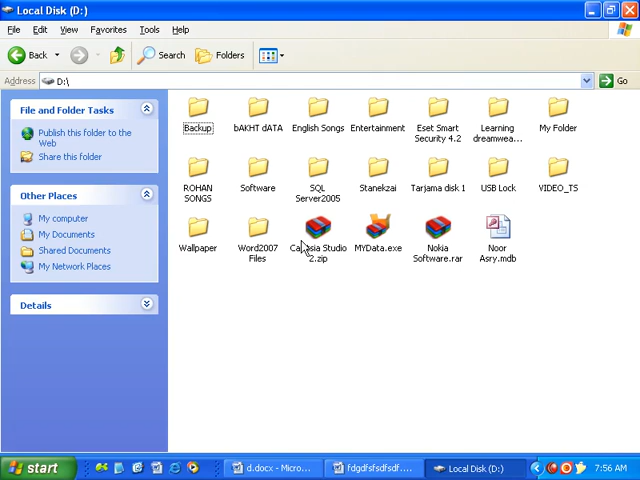 Local Disk (D:)
File Edit View Favorites Tools Help
Back Search Folders
Address D:\ Go
File and Folder Tasks
Publish this folder to the
Web
Share this folder
Other Places
My computer
My Documents
Shared Documents
My Network Places
Details
Backup bAKHT dATA English Songs Entertainment Eset Smart Security 4.2 Learning dreamwea... My Folder
ROHAN SONGS Software SQL Server2005 Stanekzai Tarjama disk 1 USB Lock VIDEO_TS
Wallpaper Word2007 Files Camtasia Studio 2.zip MYData.exe Nokia Software.rar Noor Asry.mdb
start d.docx - Micro... fdgdfsfsdfsdf.... Local Disk (D:) 7:56 AM